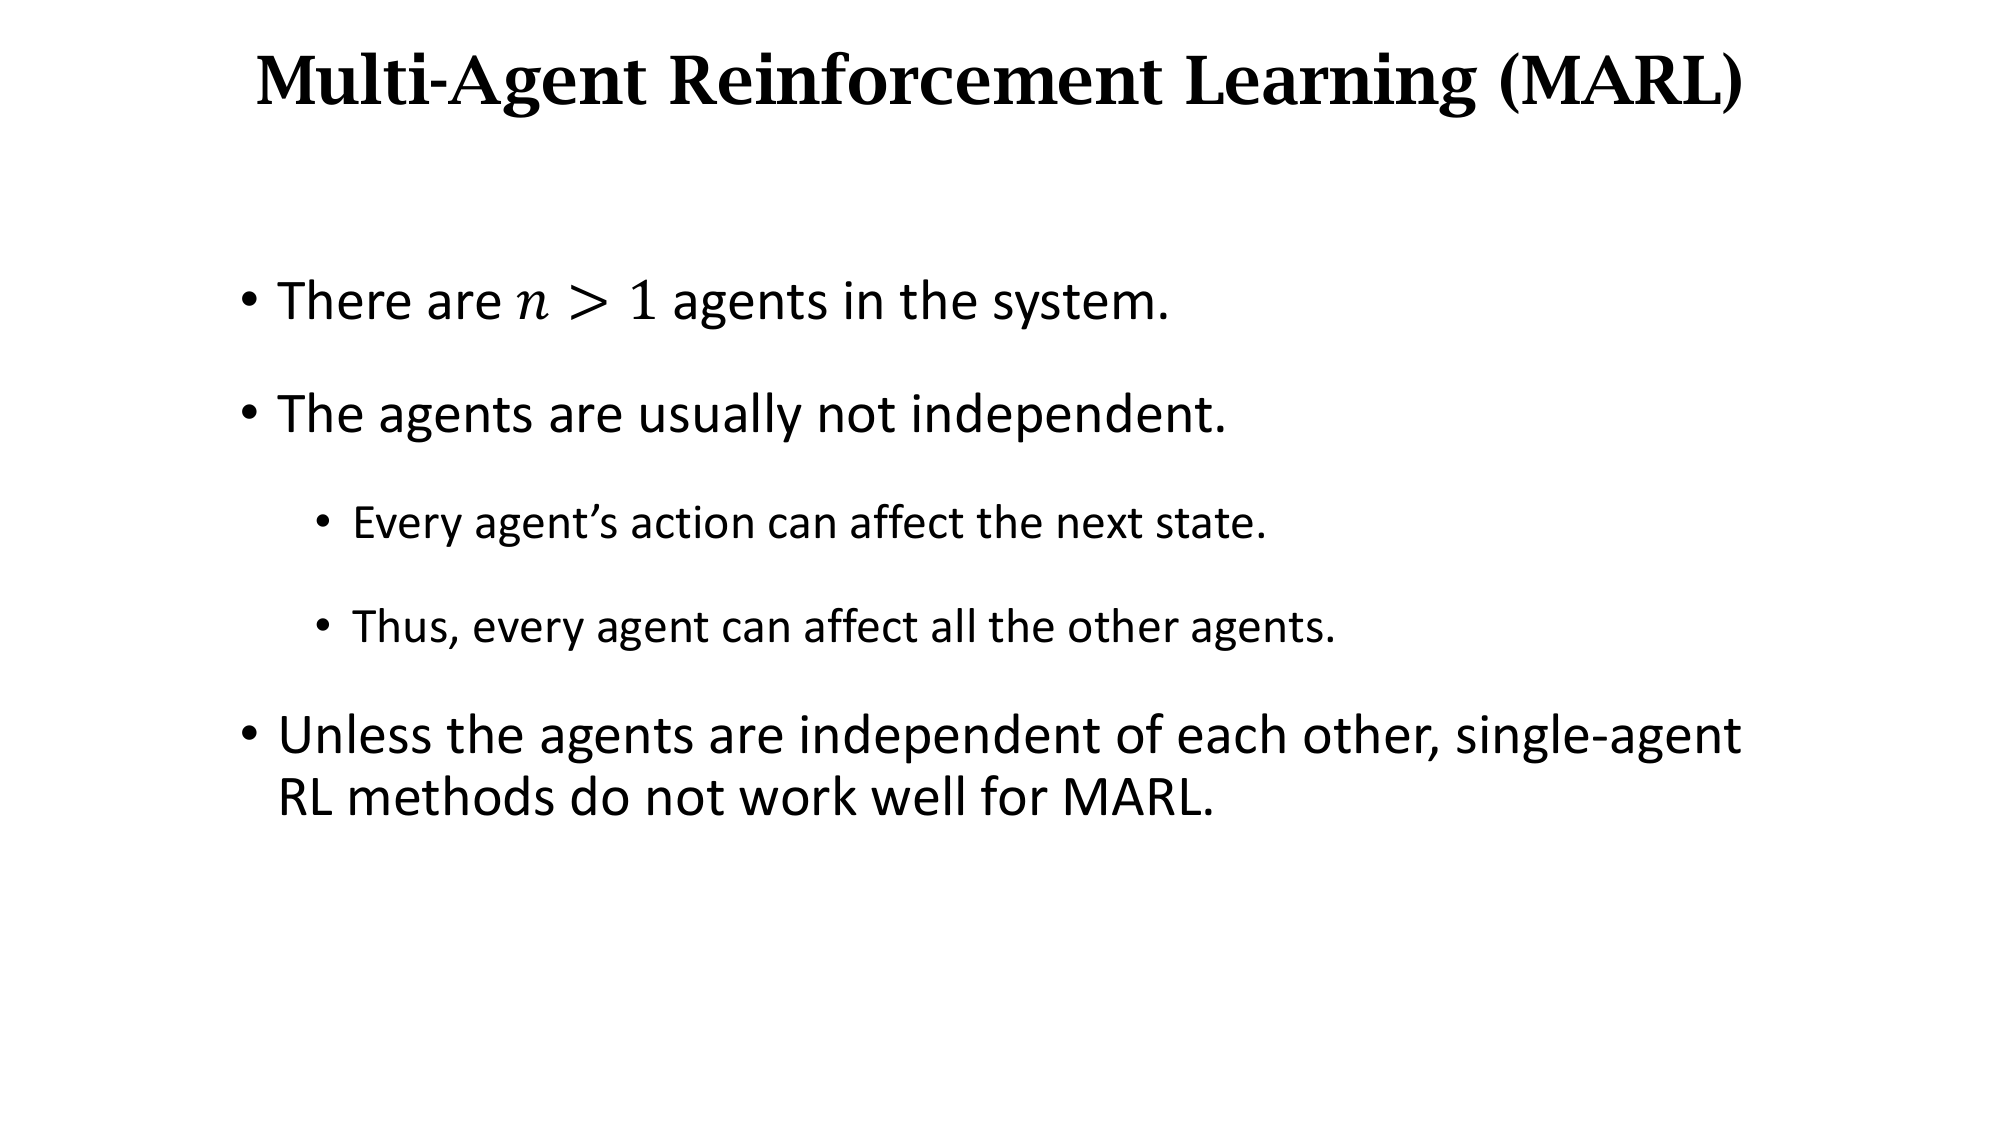 Multi-Agent Reinforcement Learning (MARL)
• There are n > 1 agents in the system.
• The agents are usually not independent.
• Every agent’s action can affect the next state.
• Thus, every agent can affect all the other agents.
• Unless the agents are independent of each other, single-agent
RL methods do not work well for MARL.